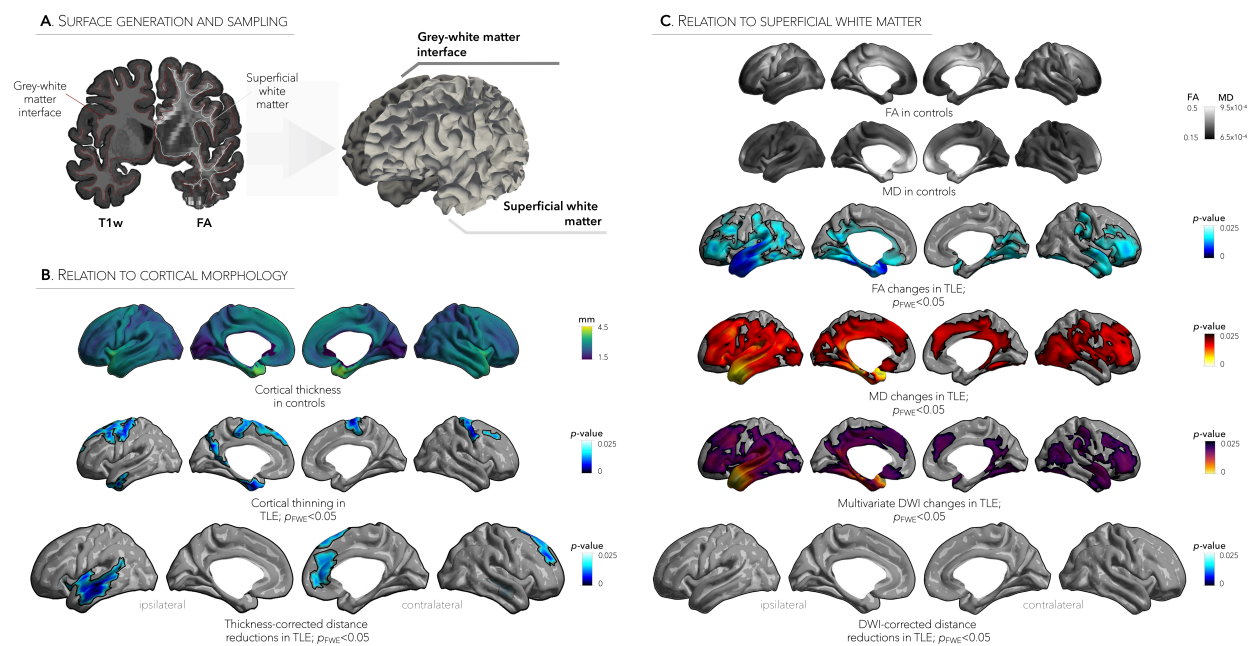 A. SURFACE GENERATION AND SAMPLING
Grey-white
matter
interface
Superficial
white
matter
T1w
FA
Grey-white matter
interface
Superficial white
matter
B. RELATION TO CORTICAL MORPHOLOGY
mm
4.5
1.5
Cortical thickness
in controls
p-value
0.025
0
Cortical thinning in
TLE; pFWE<0.05
p-value
0.025
0
ipsilateral
contralateral
Thickness-corrected distance
reductions in TLE; pFWE<0.05
C. RELATION TO SUPERFICIAL WHITE MATTER
FA MD
0.5 9.5x10-4
0.15 6.5x10-4
FA in controls
MD in controls
p-value
0.025
0
FA changes in TLE;
pFWE<0.05
p-value
0.025
0
MD changes in TLE;
pFWE<0.05
p-value
0.025
0
Multivariate DWI changes in TLE;
pFWE<0.05
p-value
0.025
0
ipsilateral
contralateral
DWI-corrected distance
reductions in TLE; pFWE<0.05